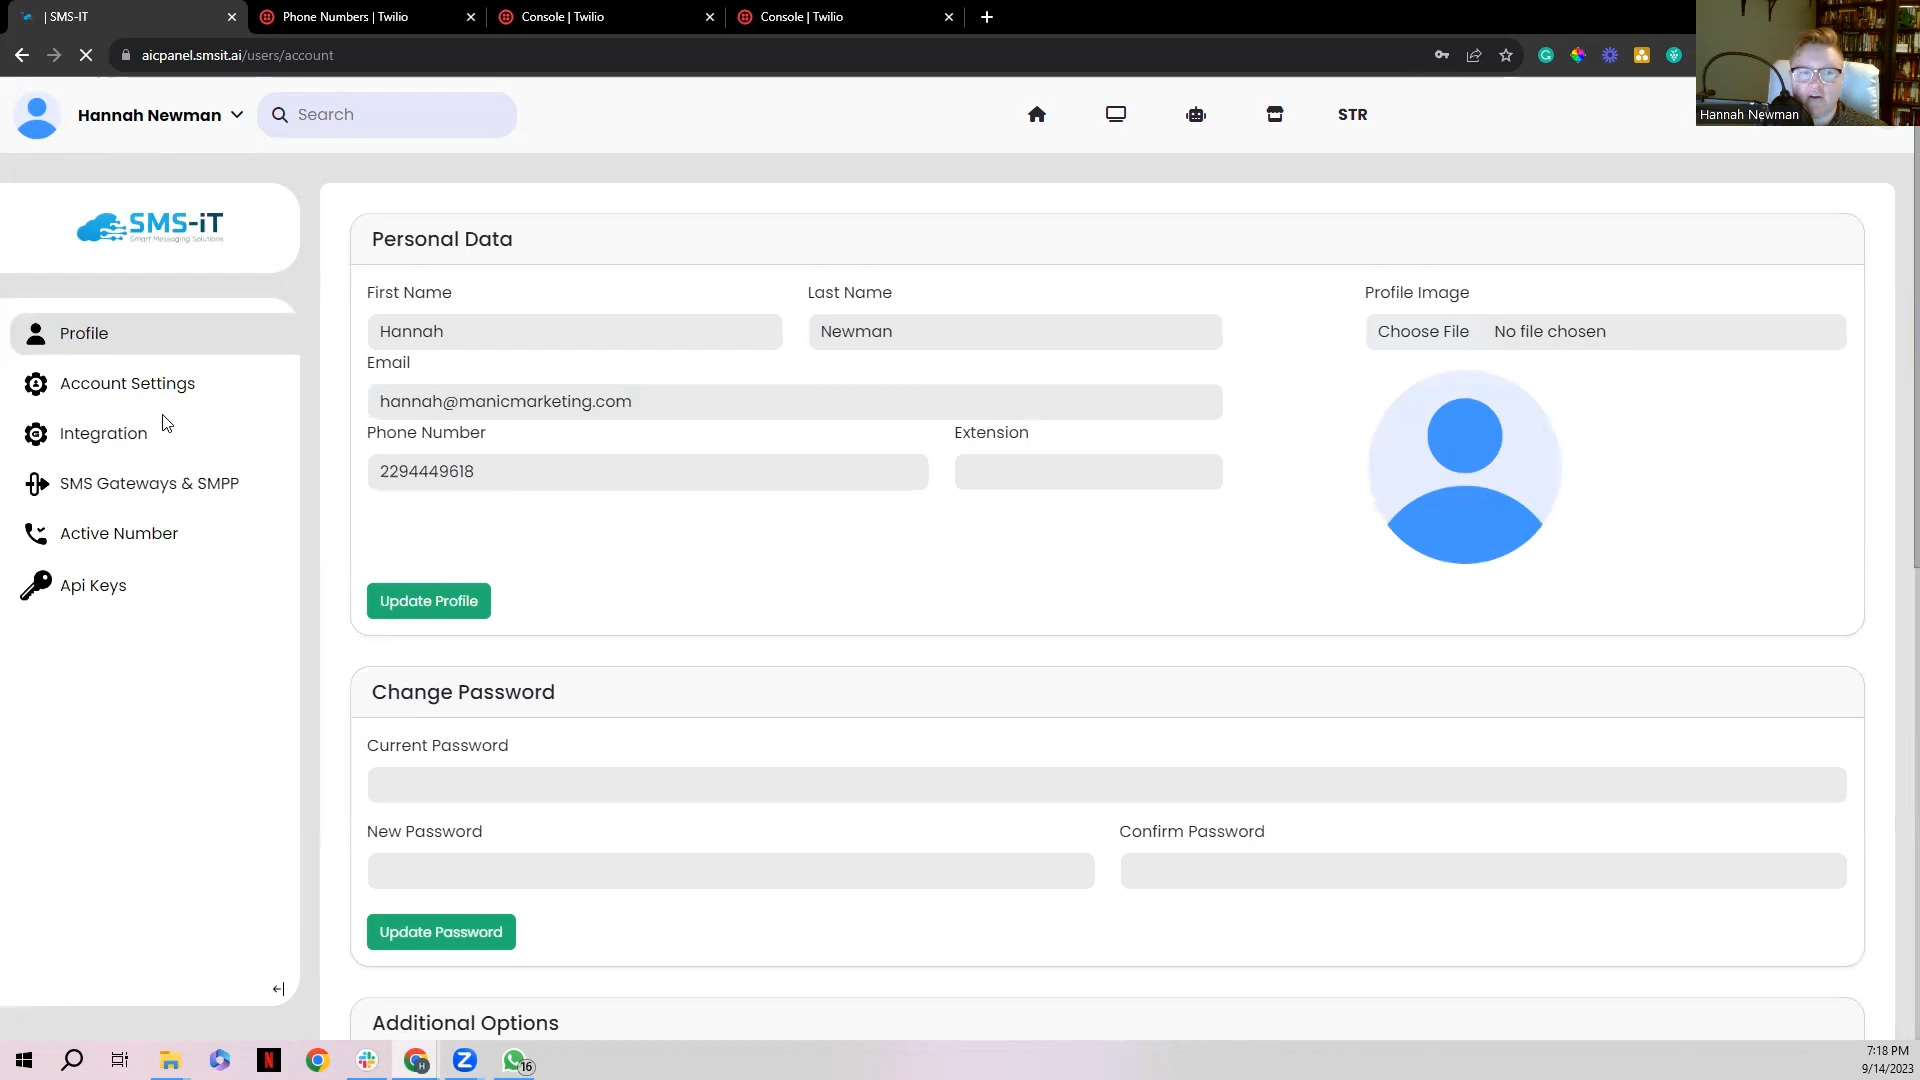 | SMS-IT
Phone Numbers | Twilio
Console | Twilio
Console | Twilio
aicpanel.smsit.ai/users/account
Hannah Newman
Search
STR
Hannah Newman
SMS-iT
Smart Messaging Solutions
Profile
Account Settings
Integration
SMS Gateways & SMPP
Active Number
Api Keys
Personal Data
First Name
Last Name
Profile Image
Hannah
Newman
Choose File No file chosen
Email
hannah@manicmarketing.com
Phone Number
Extension
2294449618
Update Profile
Change Password
Current Password
New Password
Confirm Password
Update Password
Additional Options
N
H
Z
16
7:18 PM
9/14/2023